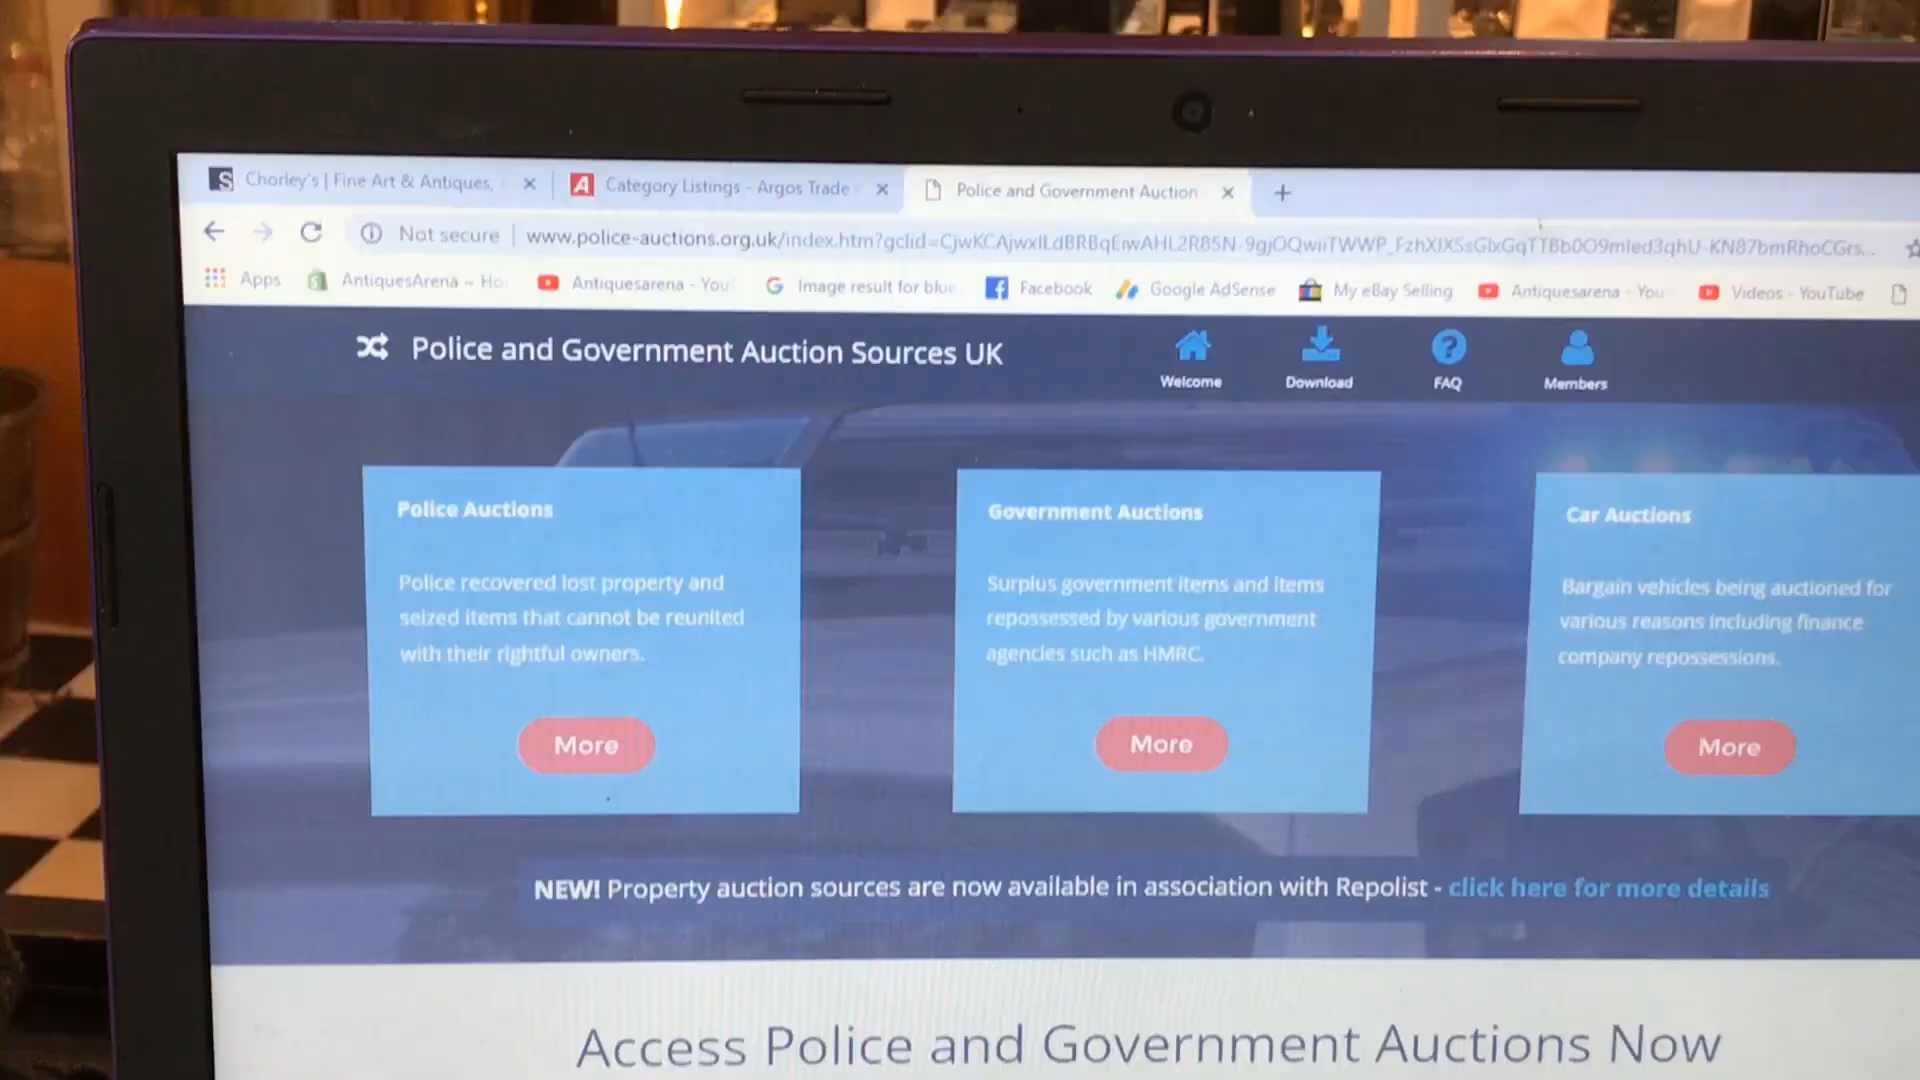 Chorley's | Fine Art & Antiques,
Category Listings - Argos Trade
Police and Government Auction
Not secure
www.police-auctions.org.uk/index.htm?gclid=
Apps
AntiquesArena – Ho
Antiquesarena - You
Image result for blue
Facebook
Google AdSense
My eBay Selling
Antiquesarena - You
Videos - YouTube
Police and Government Auction Sources UK
Welcome
Download
FAQ
Members
Police Auctions
Police recovered lost property and
seized items that cannot be reunited
with their rightful owners.
More
Government Auctions
Surplus government items and items
repossessed by various government
agencies such as HMRC.
More
Car Auctions
Bargain vehicles being auctioned for
various reasons including finance
company repossessions.
More
NEW! Property auction sources are now available in association with Repolist - click here for more details
Access Police and Government Auctions Now